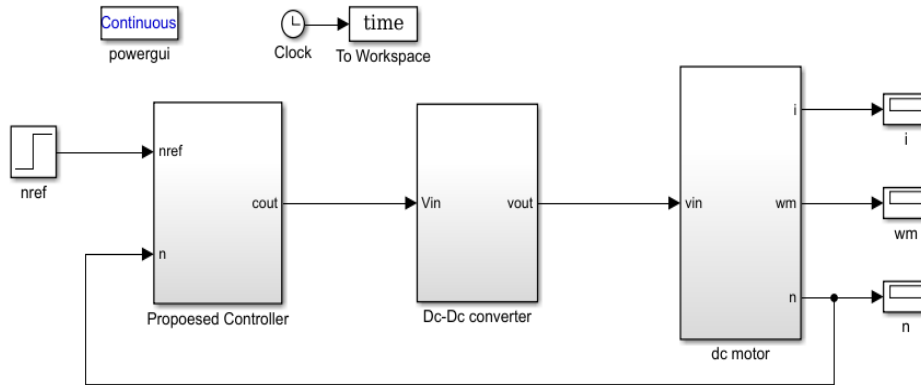 Continuous
powergui
time
Clock
To Workspace
nref
nref
n
cout
Propoesed Controller
Vin
vout
Dc-Dc converter
vin
i
wm
n
dc motor
i
wm
n